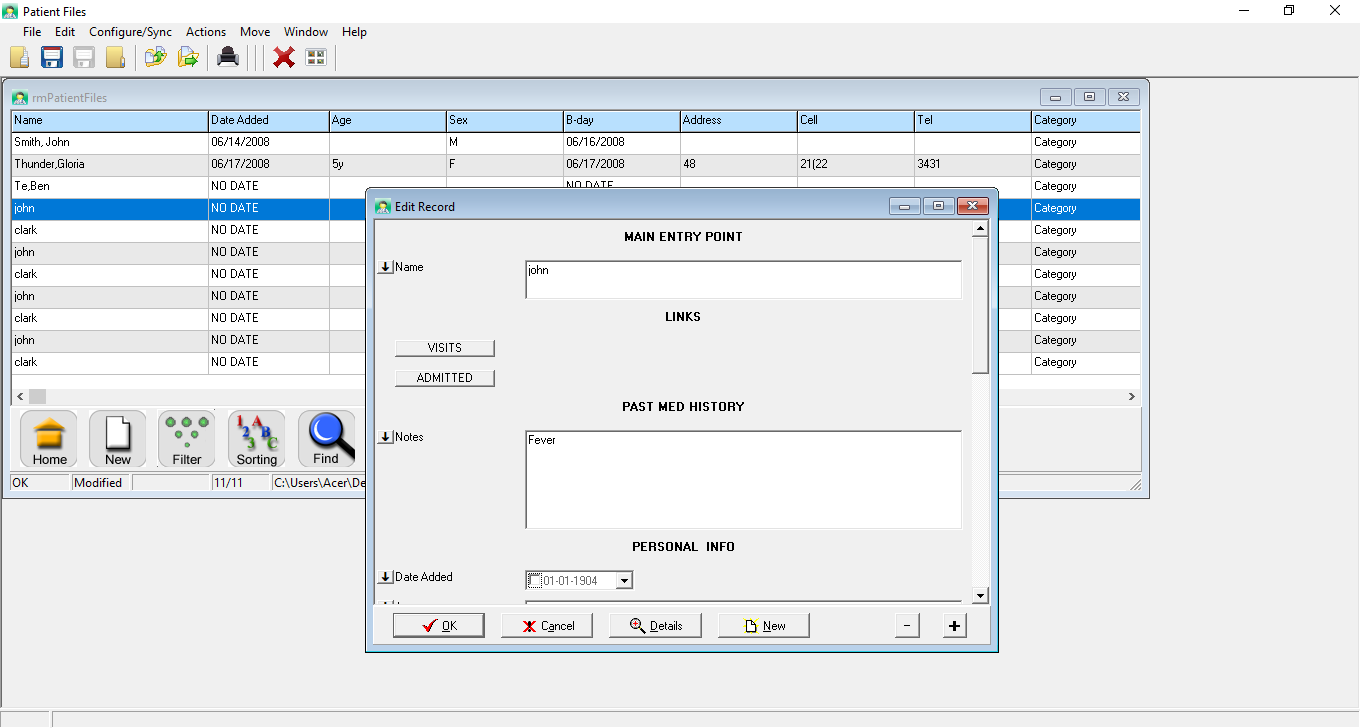 Patient Files
File Edit Configure/Sync Actions Move Window Help
rmPatientFiles
Name Date Added Age Sex B-day Address Cell Tel Category
Smith, John 06/14/2008 M 06/16/2008 Category
Thunder,Gloria 06/17/2008 5y F 06/17/2008 48 21(22 3431 Category
Te,Ben NO DATE NO DATE Category
john NO DATE Category
clark NO DATE Category
john NO DATE Category
clark NO DATE Category
john NO DATE Category
clark NO DATE Category
john NO DATE Category
clark NO DATE Category
Home New Filter Sorting Find
OK Modified 11/11 C:\Users\Acer\De
Edit Record
MAIN ENTRY POINT
Name john
LINKS
VISITS
ADMITTED
PAST MED HISTORY
Notes Fever
PERSONAL INFO
Date Added 01-01-1904
OK Cancel Details New - +